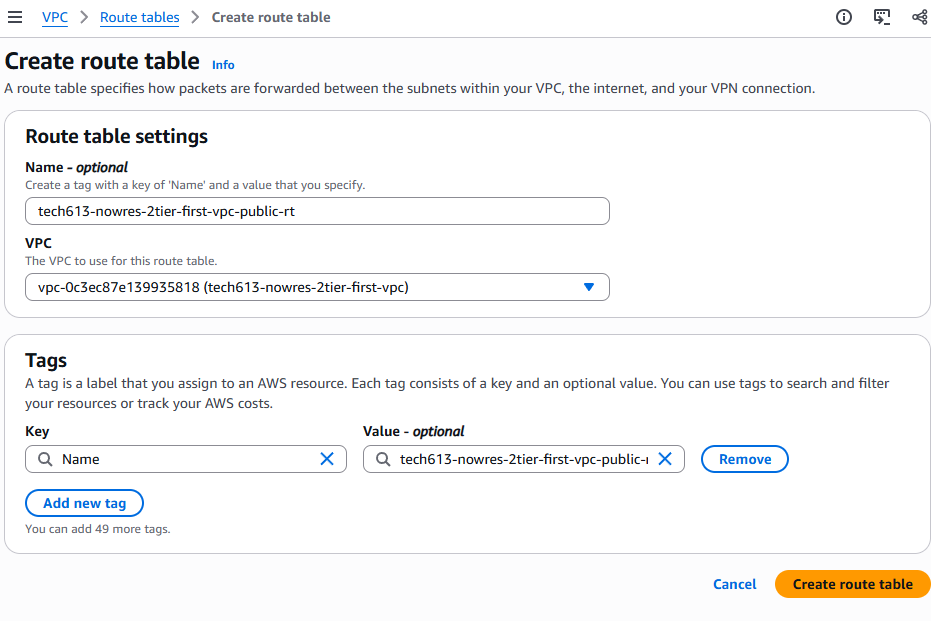 VPC > Route tables > Create route table
Create route table Info
A route table specifies how packets are forwarded between the subnets within your VPC, the internet, and your VPN connection.
Route table settings
Name - optional
Create a tag with a key of 'Name' and a value that you specify.
tech613-nowres-2tier-first-vpc-public-rt
VPC
The VPC to use for this route table.
vpc-0c3ec87e139935818 (tech613-nowres-2tier-first-vpc)
Tags
A tag is a label that you assign to an AWS resource. Each tag consists of a key and an optional value. You can use tags to search and filter
your resources or track your AWS costs.
Key Value - optional
Name tech613-nowres-2tier-first-vpc-public-r Remove
Add new tag
You can add 49 more tags.
Cancel Create route table